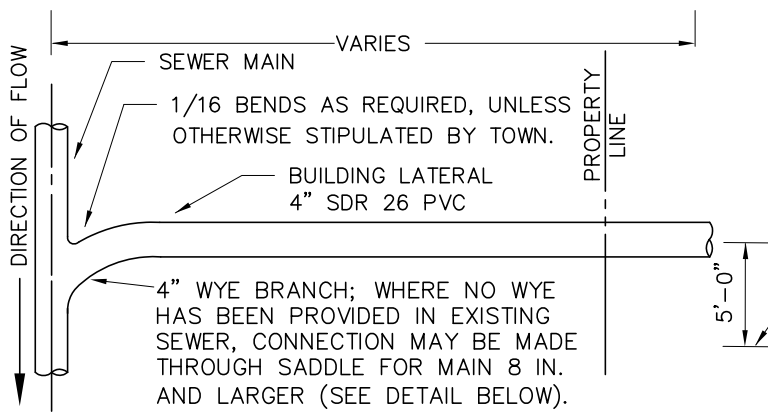 VARIES
SEWER MAIN
1/16 BENDS AS REQUIRED, UNLESS
OTHERWISE STIPULATED BY TOWN.
BUILDING LATERAL
4" SDR 26 PVC
PROPERTY
LINE
DIRECTION OF FLOW
4" WYE BRANCH; WHERE NO WYE
HAS BEEN PROVIDED IN EXISTING
SEWER, CONNECTION MAY BE MADE
THROUGH SADDLE FOR MAIN 8 IN.
AND LARGER (SEE DETAIL BELOW).
5'-0"